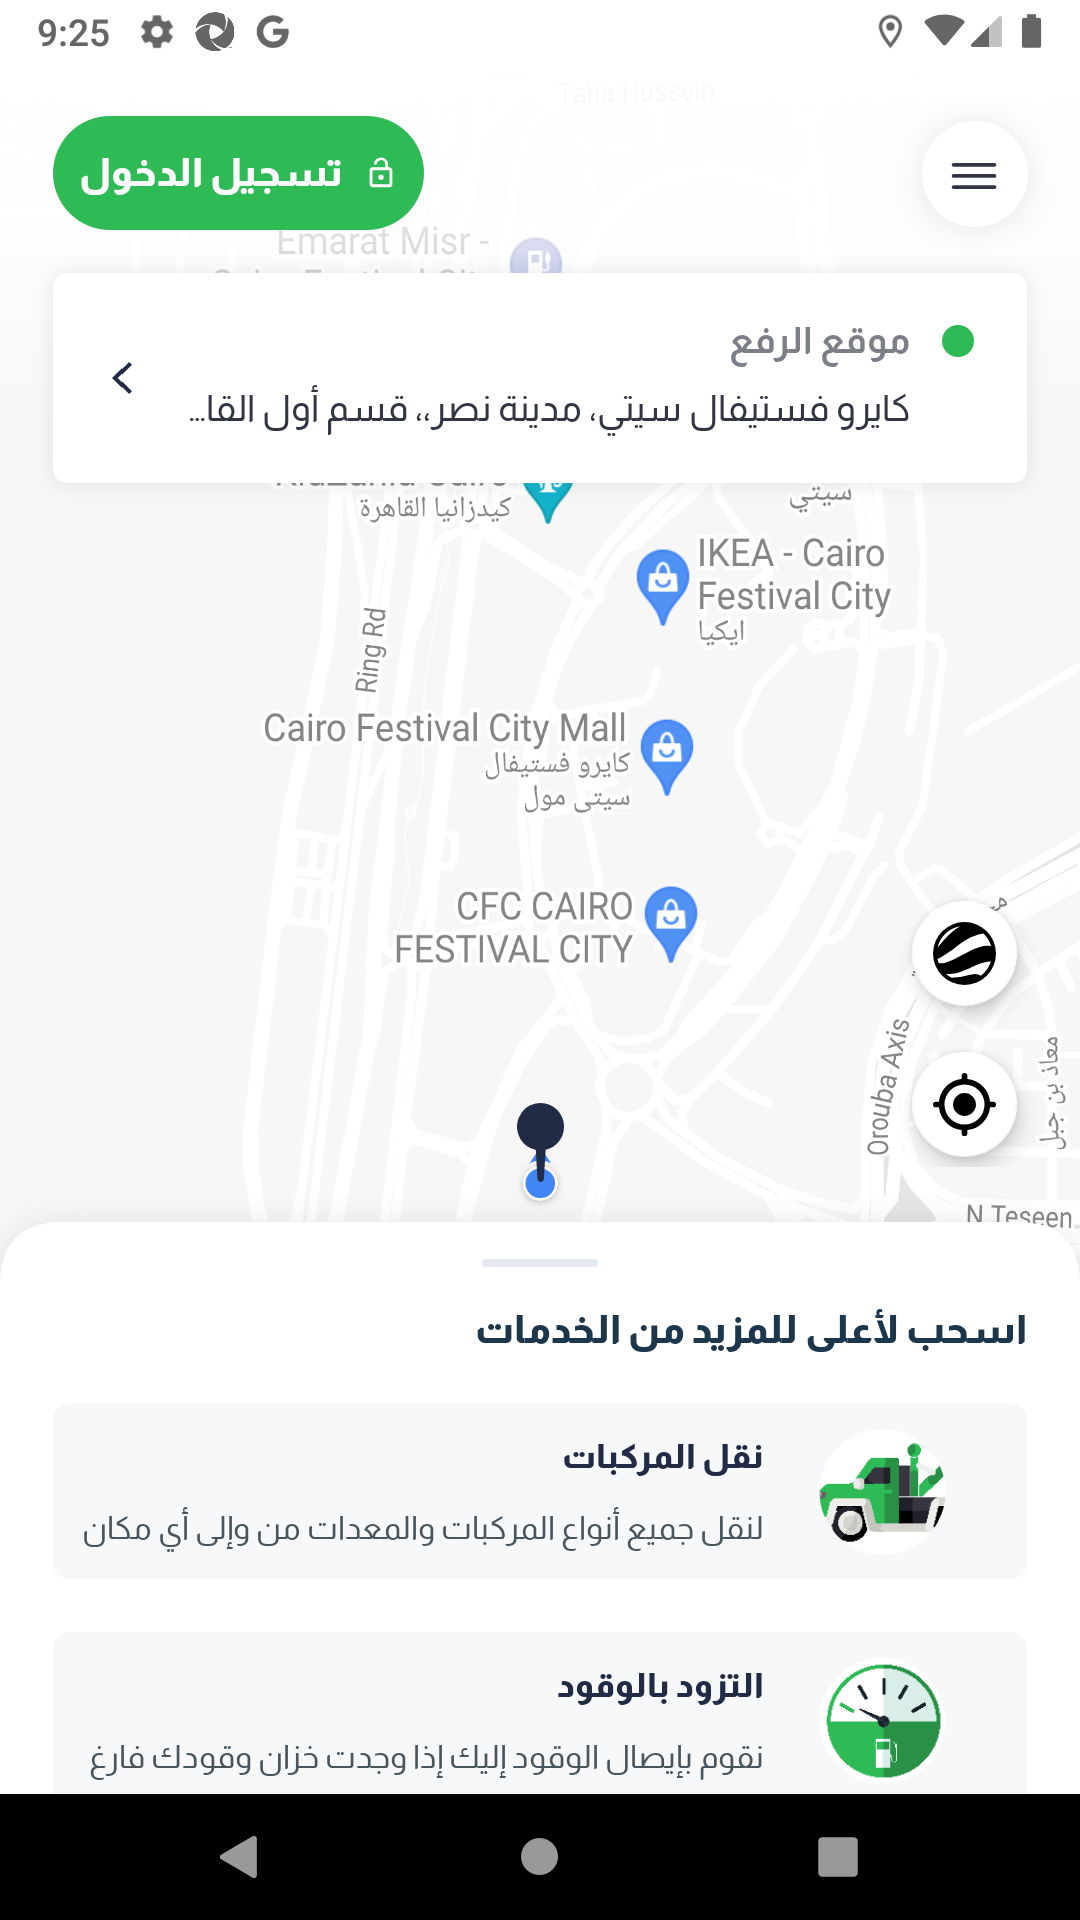 9:25
Taha Hussein
تسجيل الدخول
Emarat Misr -
موقع الرفع
كايرو فستيفال سيتي، مدينة نصر،، قسم أول القا...
كيدزانيا القاهرة
سيتي
IKEA - Cairo
Festival City
ايكيا
Ring Rd
Cairo Festival City Mall
كايرو فستيفال
سيتى مول
CFC CAIRO
FESTIVAL CITY
Orouba Axis
معاذ بن جبل
N Teseen
اسحب لأعلى للمزيد من الخدمات
نقل المركبات
لنقل جميع أنواع المركبات والمعدات من وإلى أي مكان
التزود بالوقود
نقوم بإيصال الوقود إليك إذا وجدت خزان وقودك فارغ